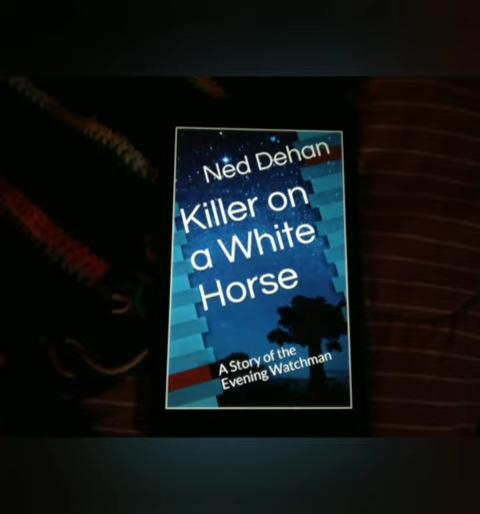 Ned Dehan
Killer on
a White
Horse
A Story of the
Evening Watchman